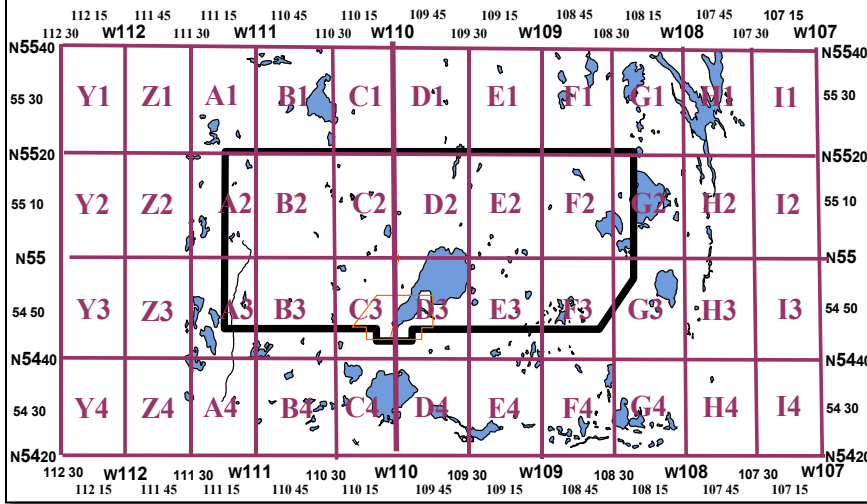 112 15 111 45 111 15 110 45 110 15 109 45 109 15 108 45 108 15 107 45 107 15
112 30 W112 111 30 W111 110 30 W110 109 30 W109 108 30 W108 107 30 W107
N5540 N5540
55 30 Y1 Z1 A1 B1 C1 D1 E1 F1 G1 H1 I1 55 30
N5520 N5520
55 10 Y2 Z2 A2 B2 C2 D2 E2 F2 G2 H2 I2 55 10
N55 N55
54 50 Y3 Z3 A3 B3 C3 D3 E3 F3 G3 H3 I3 54 50
N5440 N5440
54 30 Y4 Z4 A4 B4 C4 D4 E4 F4 G4 H4 I4 54 30
N5420 N5420
112 30 W112 111 30 W111 110 30 W110 109 30 W109 108 30 W108 107 30 W107
112 15 111 45 111 15 110 45 110 15 109 45 109 15 108 45 108 15 107 45 107 15